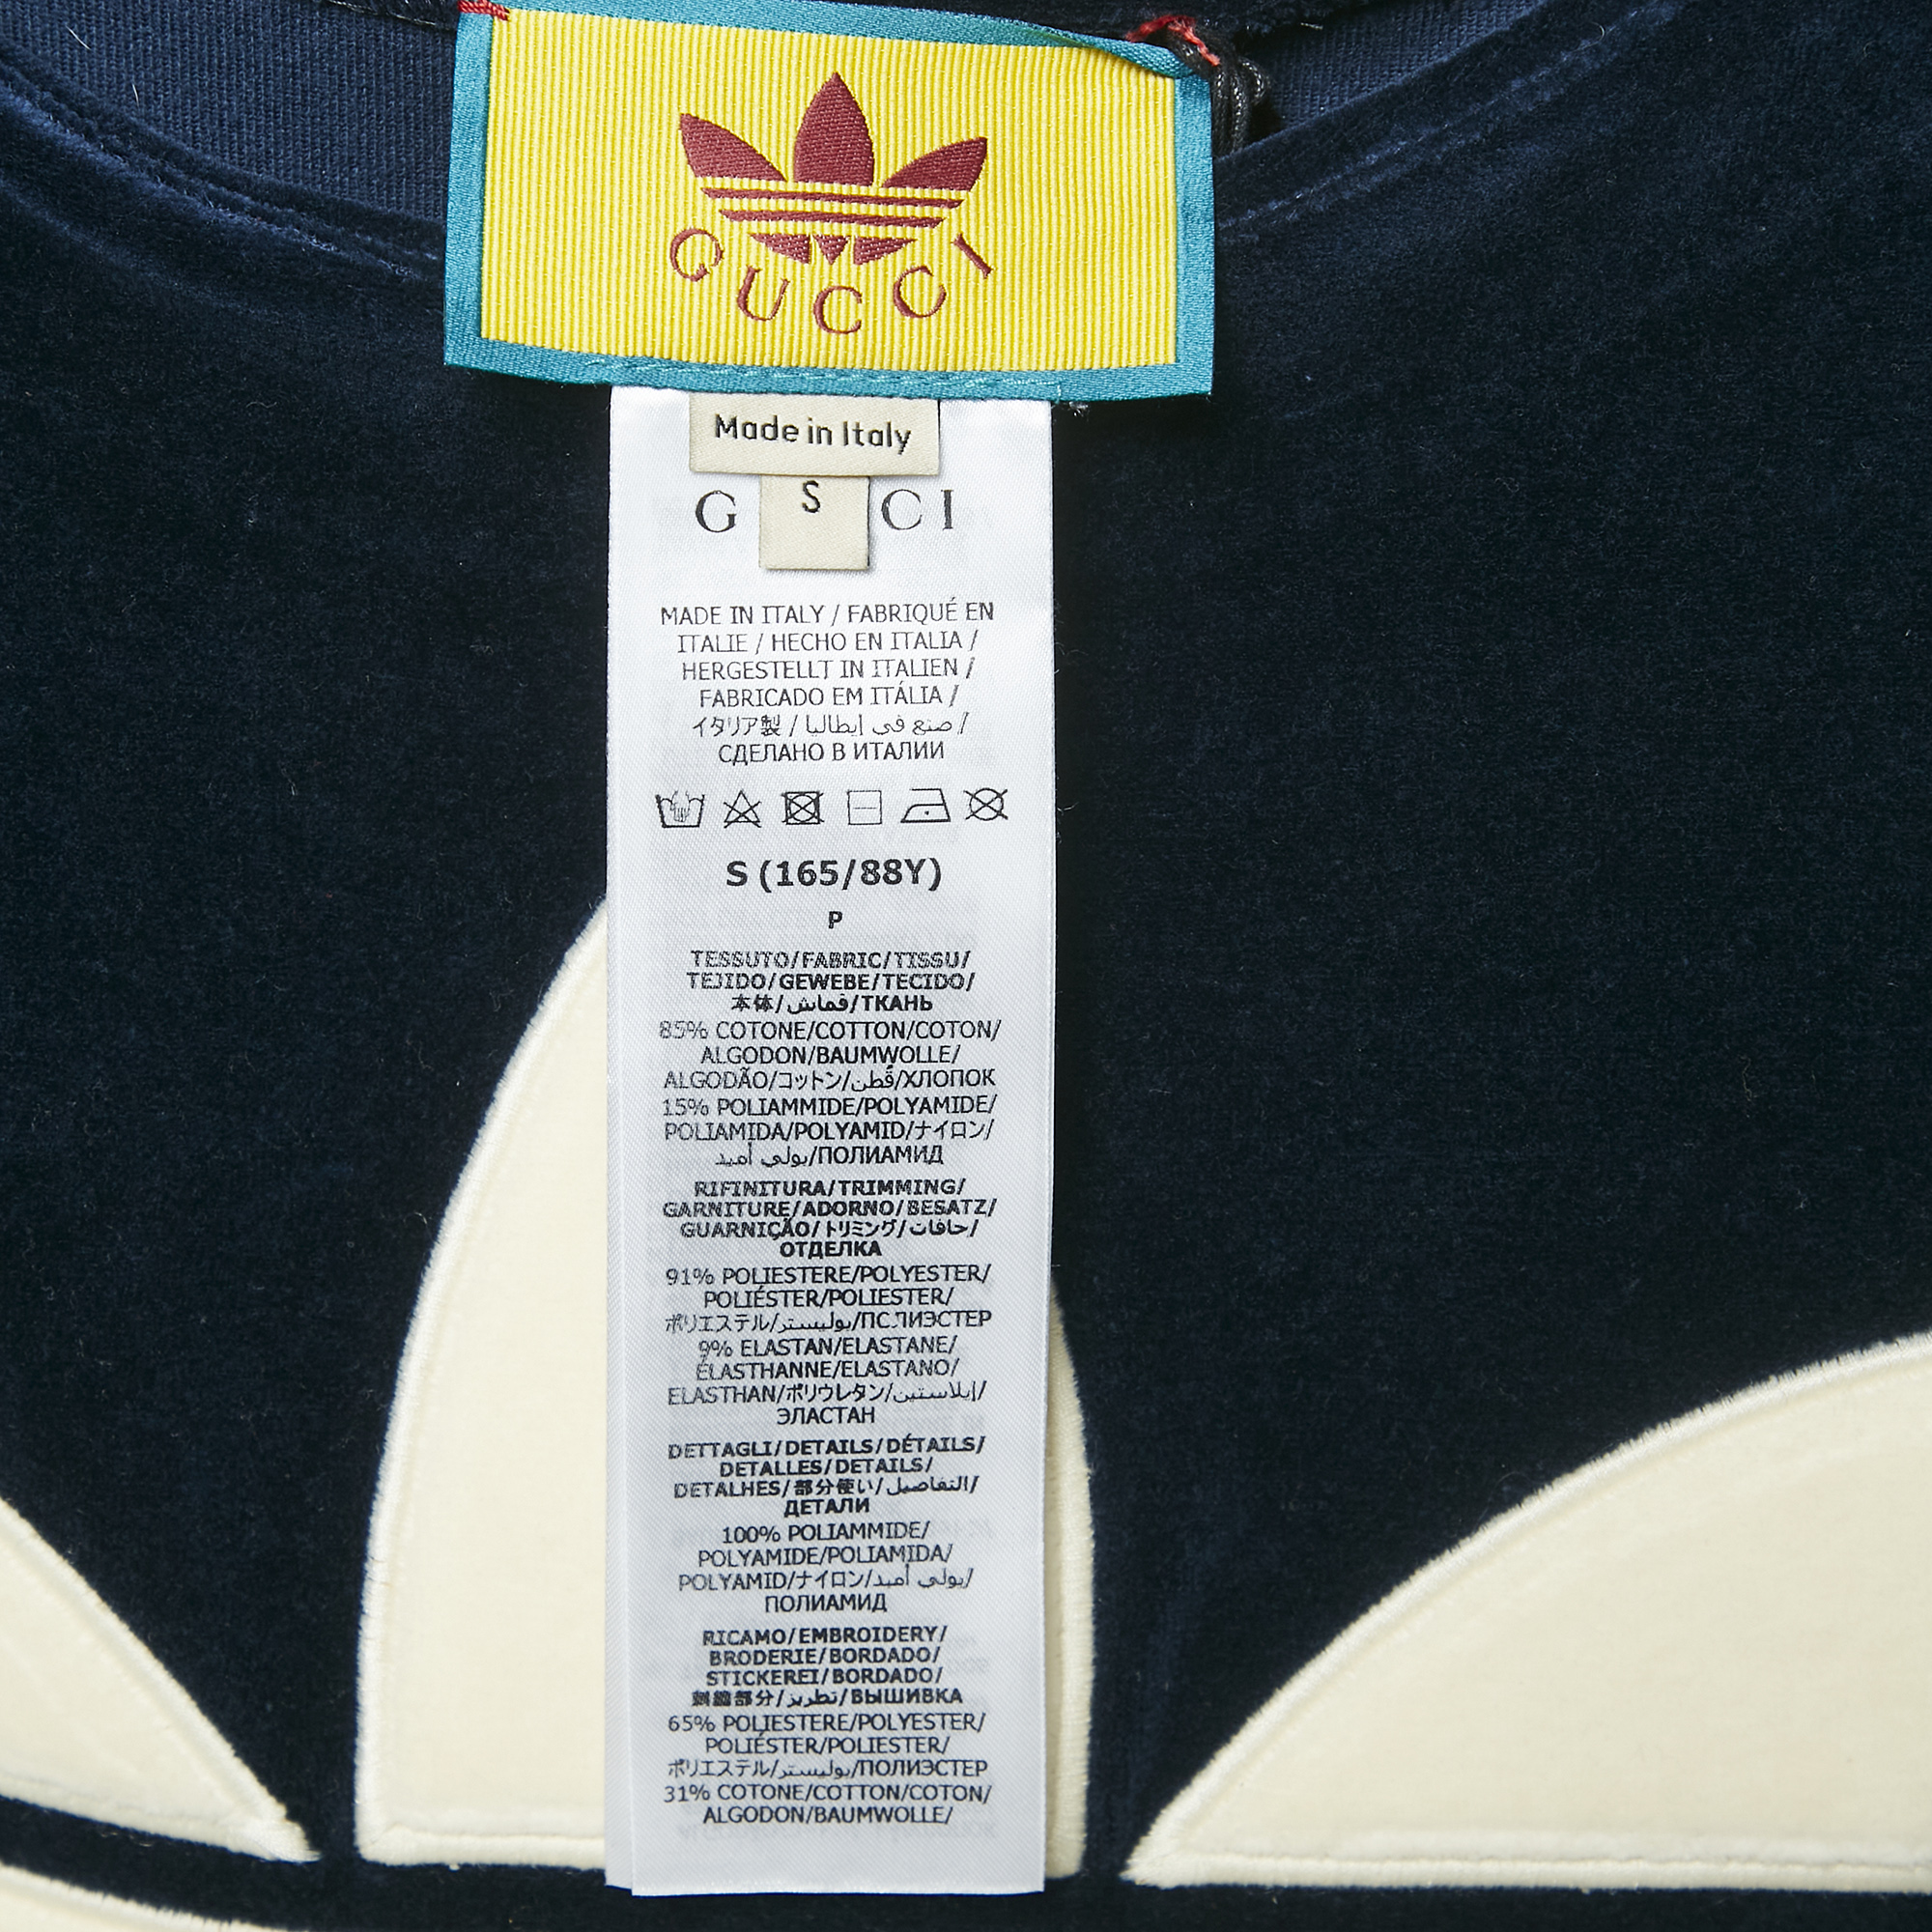 GUCCI
Made in Italy
S
G CI
MADE IN ITALY / FABRIQUÉ EN
ITALIE / HECHO EN ITALIA /
HERGESTELLT IN ITALIEN /
FABRICADO EM ITÁLIA /
イタリア製 / صنع في إيطاليا /
СДЕЛАНО В ИТАЛИИ
S (165/88Y)
P
TESSUTO/FABRIC/TISSU/
TEJIDO/GEWEBE/TECIDO/
本体/قماش/ТКАНЬ
85% COTONE/COTTON/COTON/
ALGODON/BAUMWOLLE/
ALGODÃO/コットン/قُطن/ХЛОПОК
15% POLIAMMIDE/POLYAMIDE/
POLIAMIDA/POLYAMID/ナイロン/
بولي أميد/ПОЛИАМИД
RIFINITURA/TRIMMING/
GARNITURE/ADORNO/BESATZ/
GUARNIÇÃO/トリミング/حافات/
ОТДЕЛКА
91% POLIESTERE/POLYESTER/
POLIÉSTER/POLIESTER/
ポリエステル/بوليستر/ПОЛИЭСТЕР
9% ELASTAN/ELASTANE/
ÉLASTHANNE/ELASTANO/
ELASTHAN/ポリウレタン/إيلاستين/
ЭЛАСТАН
DETTAGLI/DETAILS/DÉTAILS/
DETALLES/DETAILS/
DETALHES/部分使い/التفاصيل/
ДЕТАЛИ
100% POLIAMMIDE/
POLYAMIDE/POLIAMIDA/
POLYAMID/ナイロン/بولي أميد/
ПОЛИАМИД
RICAMO/EMBROIDERY/
BRODERIE/BORDADO/
STICKEREI/BORDADO/
刺繍部分/تطريز/ВЫШИВКА
65% POLIESTERE/POLYESTER/
POLIÉSTER/POLIESTER/
ポリエステル/بوليستر/ПОЛИЭСТЕР
31% COTONE/COTTON/COTON/
ALGODON/BAUMWOLLE/